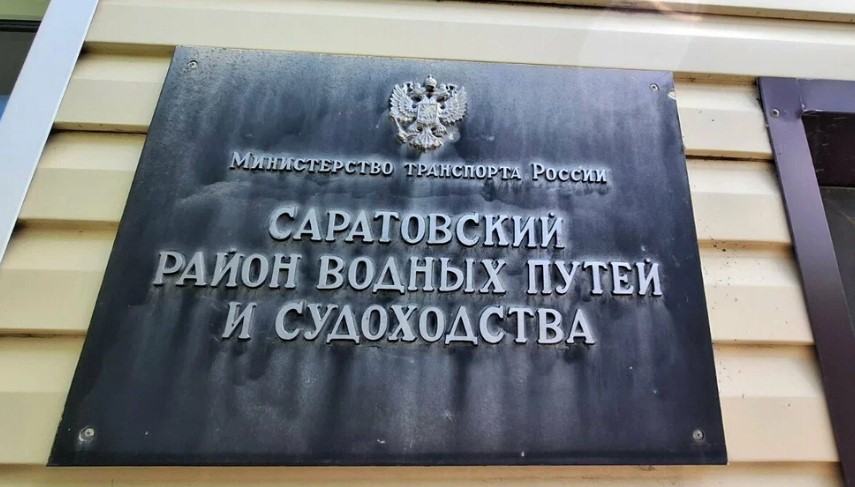 Министерство транспорта России
Саратовский
район водных путей
и судоходства